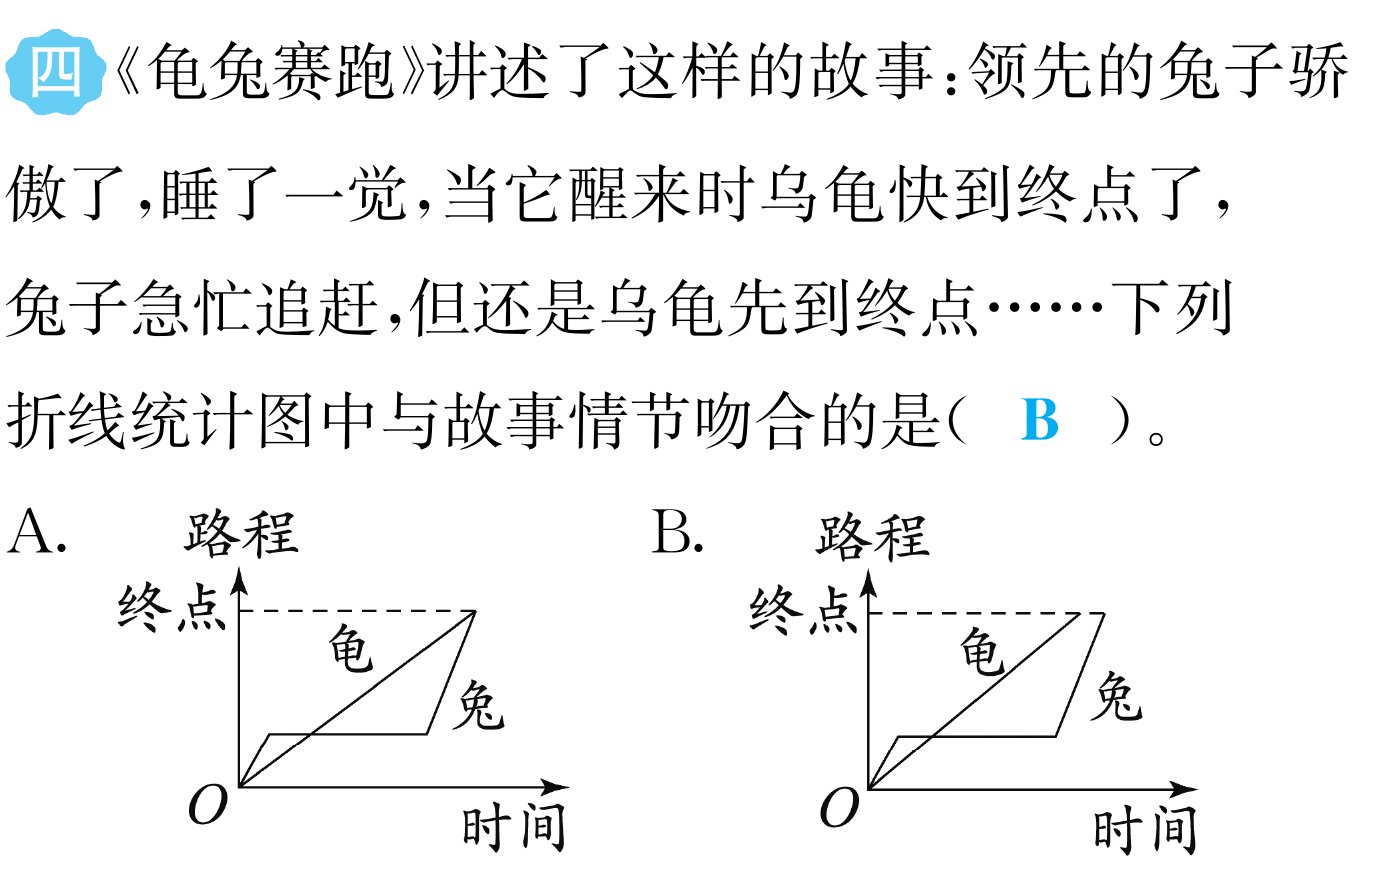 四《龟兔赛跑》讲述了这样的故事:领先的兔子骄
傲了,睡了一觉,当它醒来时乌龟快到终点了,
兔子急忙追赶,但还是乌龟先到终点……下列
折线统计图中与故事情节吻合的是( B )。
A.
路程
终点
龟
兔
O
时间
B.
路程
终点
龟
兔
O
时间